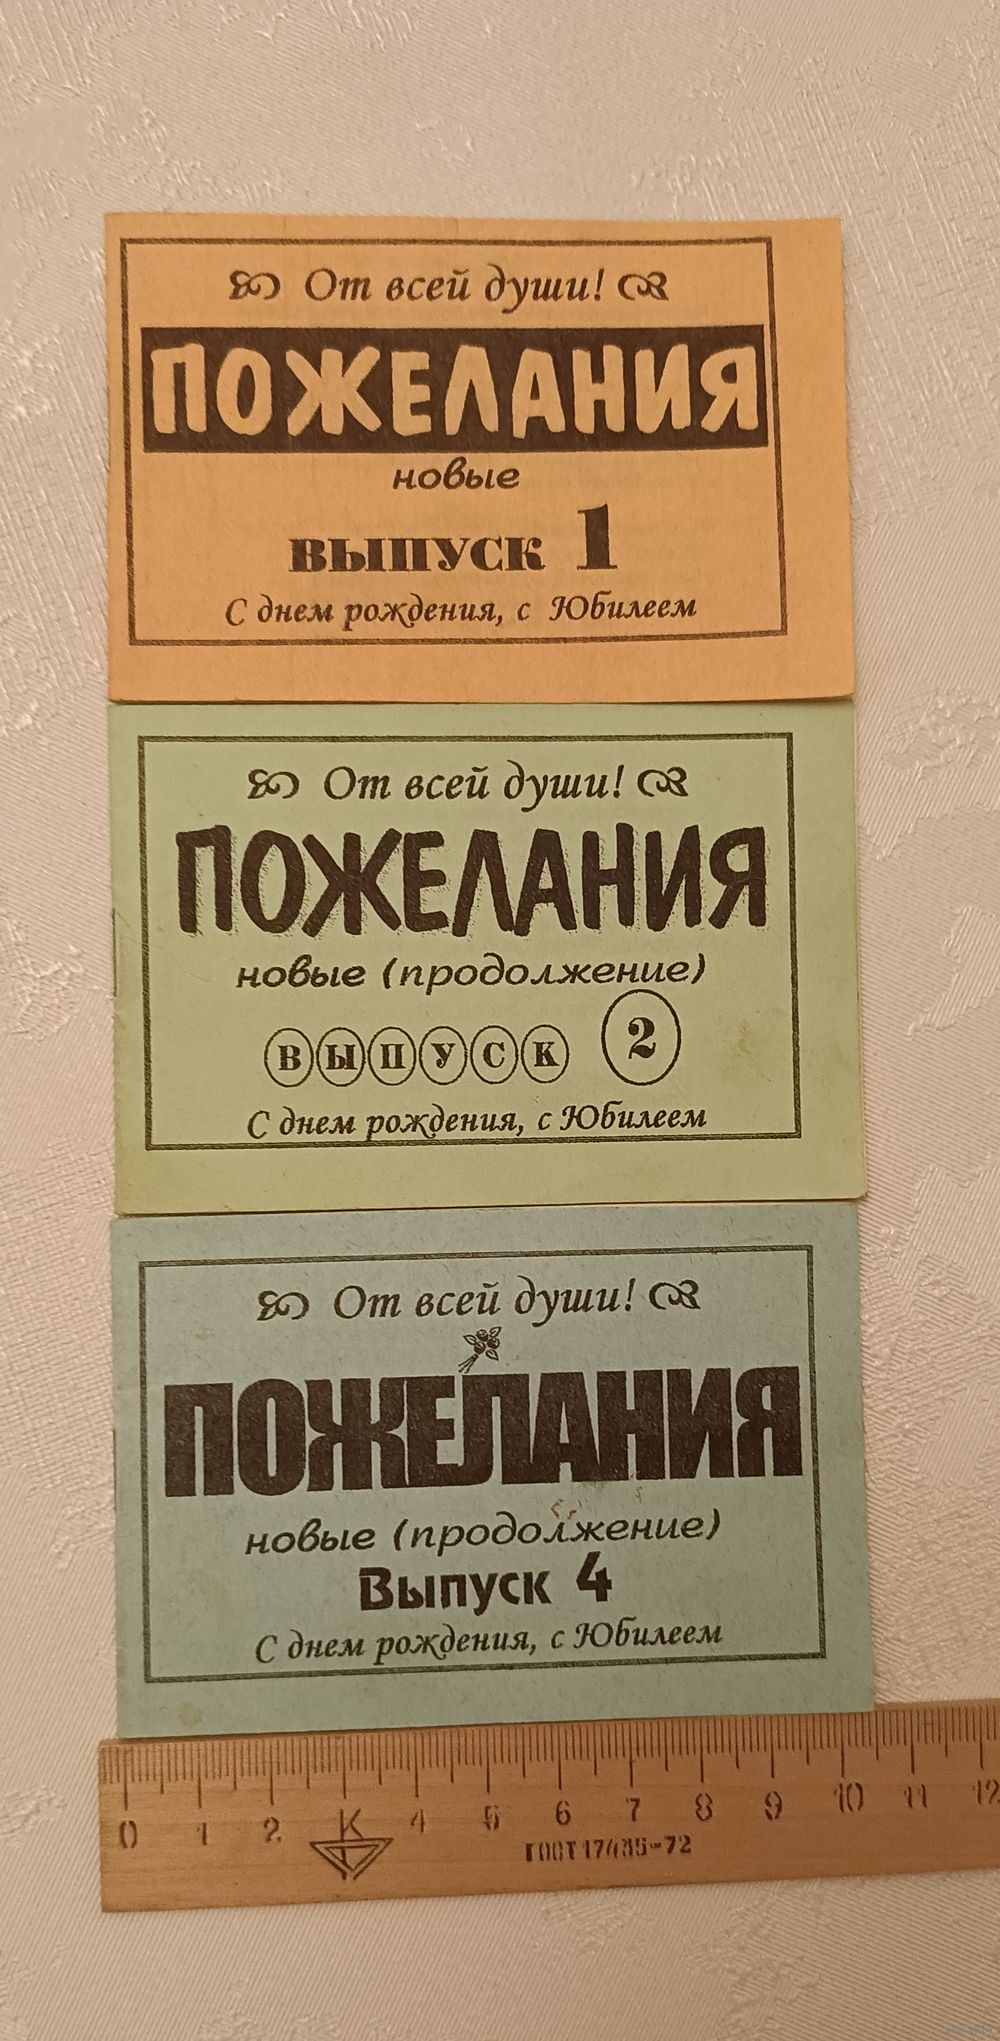 От всей души!
ПОЖЕЛАНИЯ
новые
ВЫПУСК 1
С днем рождения, с Юбилеем
От всей души!
ПОЖЕЛАНИЯ
новые (продолжение)
ВЫПУСК 2
С днем рождения, с Юбилеем
От всей души!
ПОЖЕЛАНИЯ
новые (продолжение)
Выпуск 4
С днем рождения, с Юбилеем
0 1 2 К 4 5 6 7 8 9 10 11 12
ГОСТ 17435-72